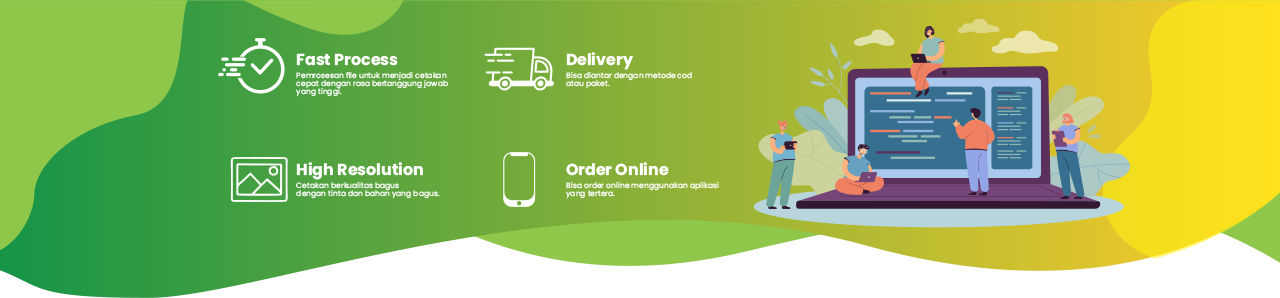 Fast Process
Pemrosesan file untuk menjadi cetakan
cepat dengan rasa bertanggung jawab
yang tinggi.
Delivery
Bisa diantar dengan metode cod
atau paket.
High Resolution
Cetakan berkualitas bagus
dengan tinta dan bahan yang bagus.
Order Online
Bisa order online menggunakan aplikasi
yang tertera.